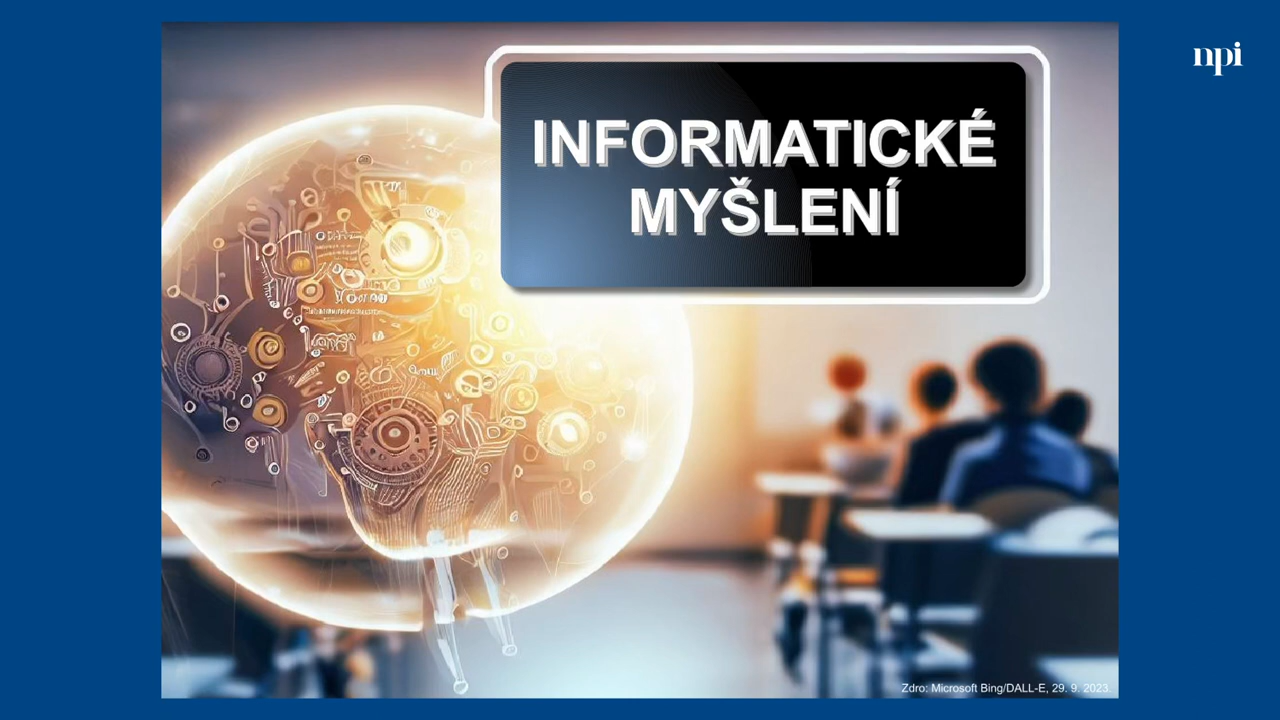 npi
INFORMATICKÉ
MYŠLENÍ
Zdro: Microsoft Bing/DALL-E, 29. 9. 2023.